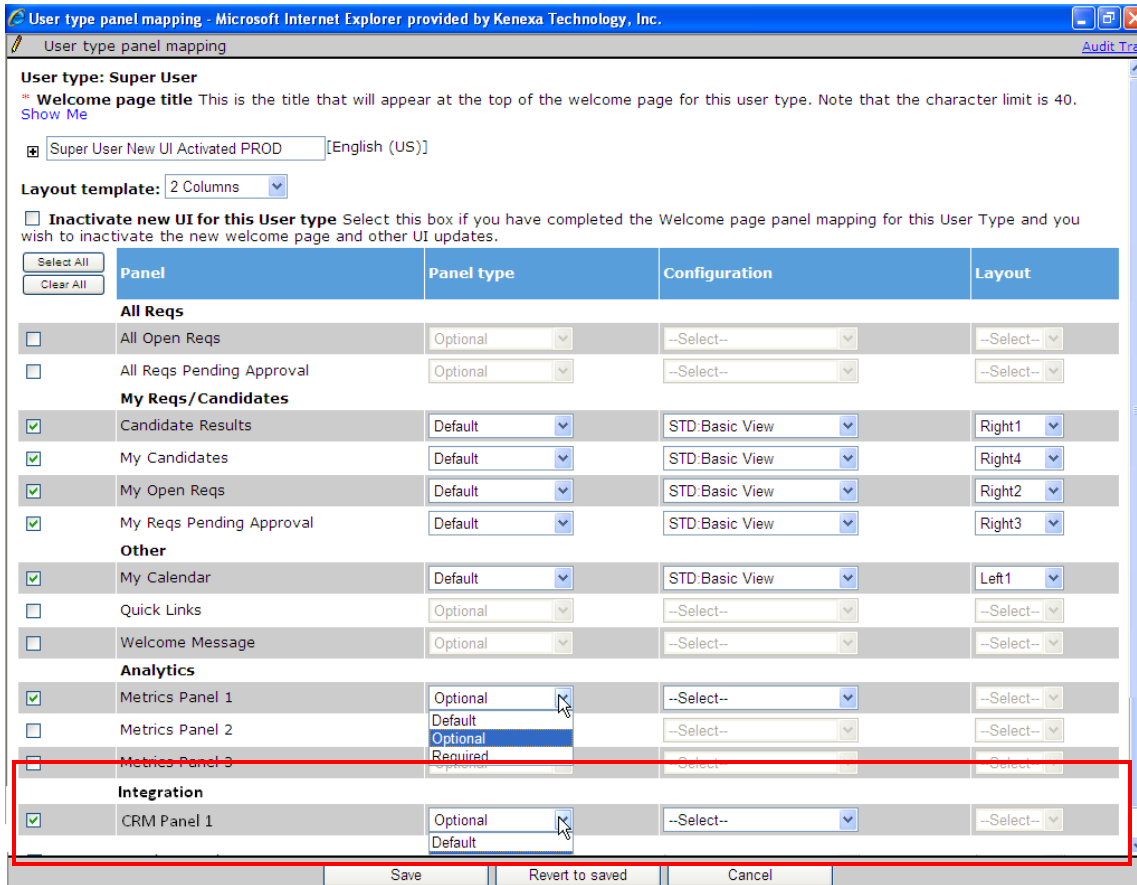 User type panel mapping - Microsoft Internet Explorer provided by Kenexa Technology, Inc.
User type panel mapping Audit Tra
User type: Super User
* Welcome page title This is the title that will appear at the top of the welcome page for this user type. Note that the character limit is 40.
Show Me
Super User New UI Activated PROD [English (US)]
Layout template: 2 Columns
Inactivate new UI for this User type Select this box if you have completed the Welcome page panel mapping for this User Type and you
wish to inactivate the new welcome page and other UI updates.
Select All
Clear All
Panel Panel type Configuration Layout
All Reqs
All Open Reqs Optional --Select-- --Select--
All Reqs Pending Approval Optional --Select-- --Select--
My Reqs/Candidates
Candidate Results Default STD:Basic View Right1
My Candidates Default STD:Basic View Right4
My Open Reqs Default STD:Basic View Right2
My Reqs Pending Approval Default STD:Basic View Right3
Other
My Calendar Default STD:Basic View Left1
Quick Links Optional --Select-- --Select--
Welcome Message Optional --Select-- --Select--
Analytics
Metrics Panel 1 Optional --Select-- --Select--
Default
Metrics Panel 2 Optional --Select-- --Select--
Required
Metrics Panel 3 Optional --Select-- --Select--
Integration
CRM Panel 1 Optional --Select-- --Select--
Default
Save Revert to saved Cancel